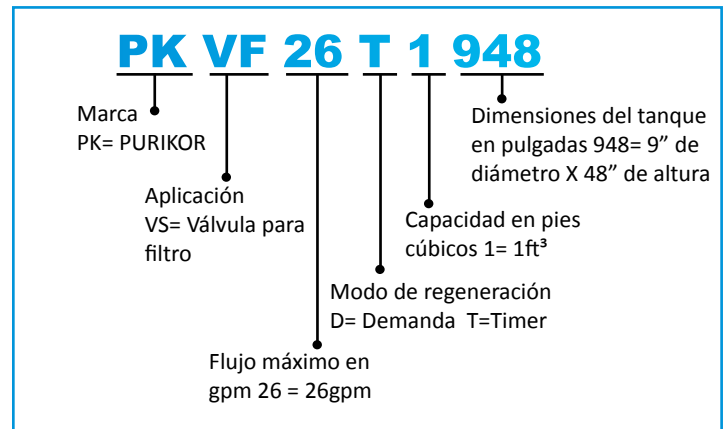 PK VF 26 T 1 948
Marca
PK= PURIKOR
Aplicación
VS= Válvula para
filtro
Flujo máximo en
gpm 26 = 26gpm
Modo de regeneración
D= Demanda T=Timer
Capacidad en pies
cúbicos 1= 1ft³
Dimensiones del tanque
en pulgadas 948= 9” de
diámetro X 48” de altura